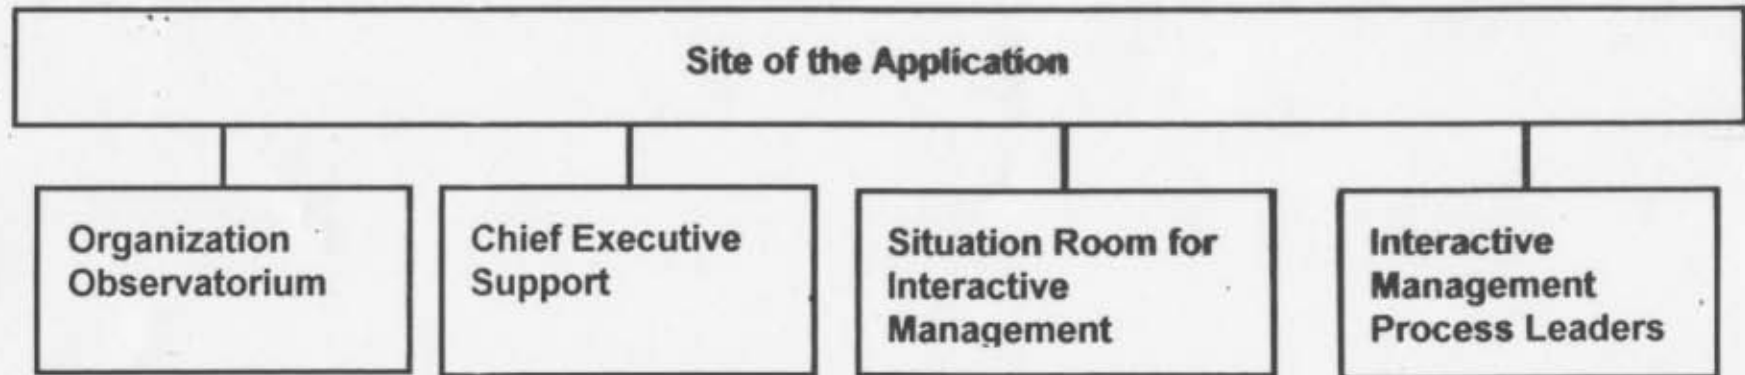 Site of the Application
Organization
Observatorium
Chief Executive
Support
Situation Room for
Interactive
Management
Interactive
Management
Process Leaders